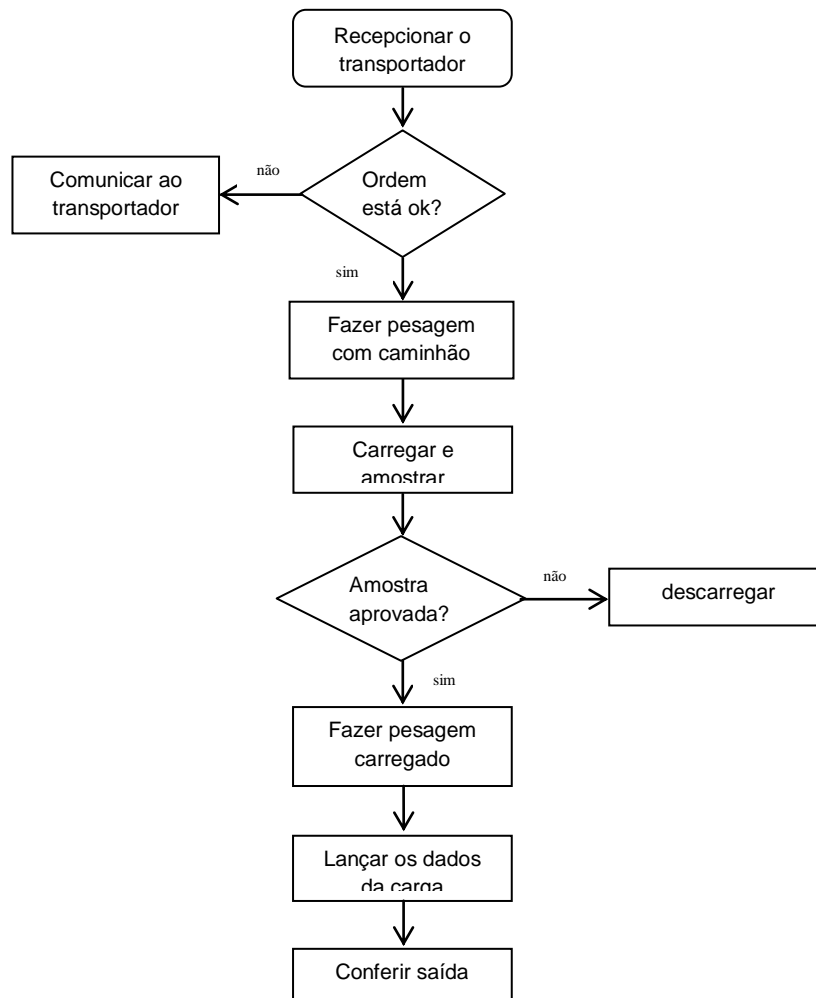 Recepcionar o
transportador
não
Comunicar ao
transportador
Ordem
está ok?
sim
Fazer pesagem
com caminhão
Carregar e
amostrar
Amostra
aprovada?
não
descarregar
sim
Fazer pesagem
carregado
Lançar os dados
da carga
Conferir saída